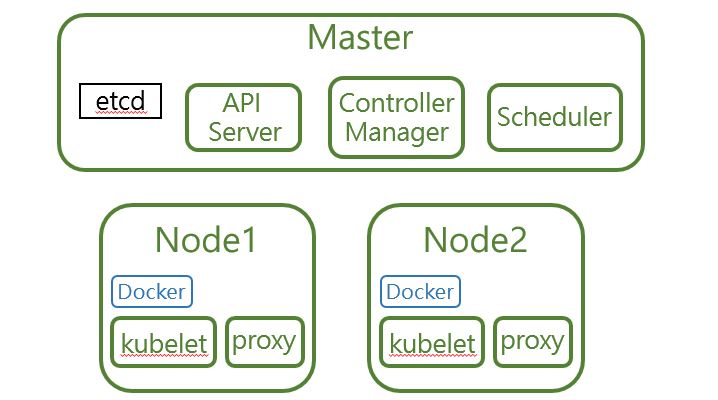 Master
etcd
API
Server
Controller
Manager
Scheduler
Node1
Docker
kubelet
proxy
Node2
Docker
kubelet
proxy